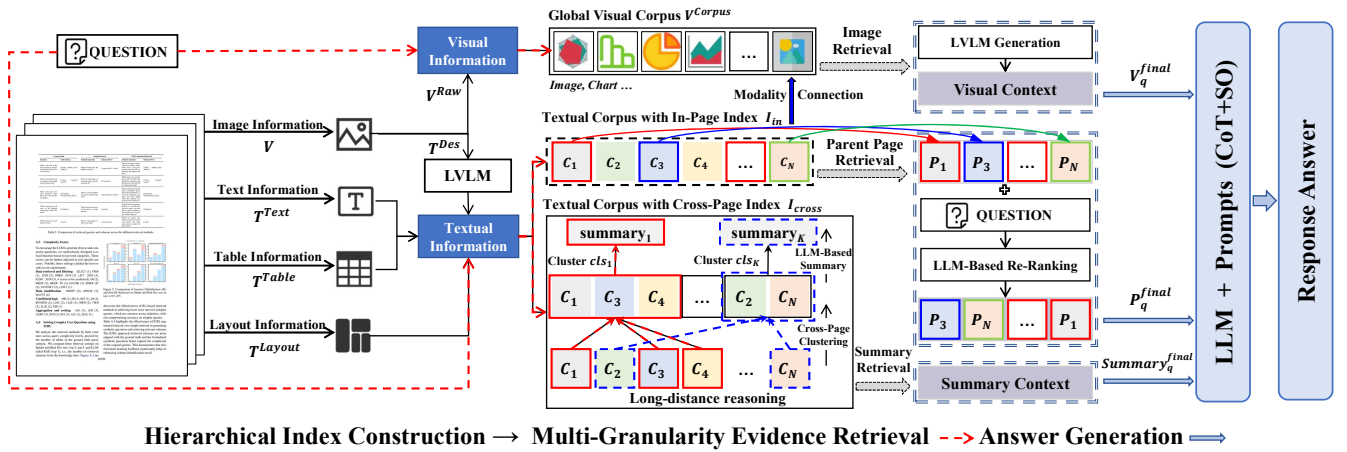 QUESTION
Image Information
V
Text Information
T^Text
Table Information
T^Table
Layout Information
T^Layout
Visual
Information
V^Raw
T^Des
LVLM
Textual
Information
Global Visual Corpus V^Corpus
...
Image, Chart ...
Modality Connection
Textual Corpus with In-Page Index I_in
C_1 C_2 C_3 C_4 ... C_N
Textual Corpus with Cross-Page Index I_cross
summary_1 summary_K
Cluster cls_1 Cluster cls_K
LLM-Based
Summary
C_1 C_3 C_4 ... C_2 C_N
Cross-Page
Clustering
C_1 C_2 C_3 C_4 ... C_N
Long-distance reasoning
Image
Retrieval
Parent Page
Retrieval
Summary
Retrieval
LVLM Generation
Visual Context
P_1 P_3 ... P_N
QUESTION
LLM-Based Re-Ranking
P_3 P_N ... P_1
Summary Context
V_q^final
P_q^final
Summary_q^final
LLM + Prompts (CoT+SO)
Response Answer
Hierarchical Index Construction → Multi-Granularity Evidence Retrieval Answer Generation